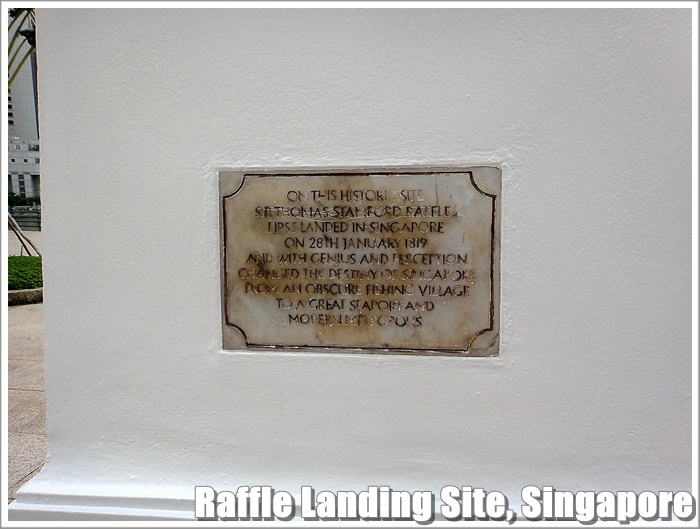 ON THIS HISTORIC SITE
SIR THOMAS STAMFORD RAFFLES
FIRST LANDED IN SINGAPORE
ON 28TH JANUARY 1819
AND WITH GENIUS AND PERCEPTION
CHANGED THE DESTINY OF SINGAPORE
FROM AN OBSCURE FISHING VILLAGE
TO A GREAT SEAPORT AND
MODERN METROPOLIS
Raffle Landing Site, Singapore